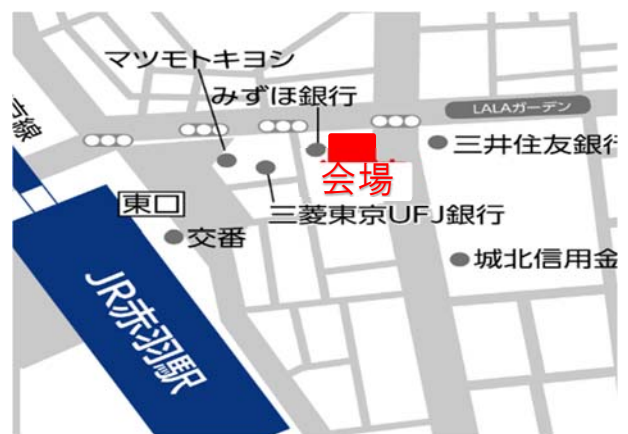 マツモトキヨシ
みずほ銀行
LALAガーデン
三井住友銀行
京線
会場
東口
三菱東京UFJ銀行
交番
城北信用金
JR赤羽駅